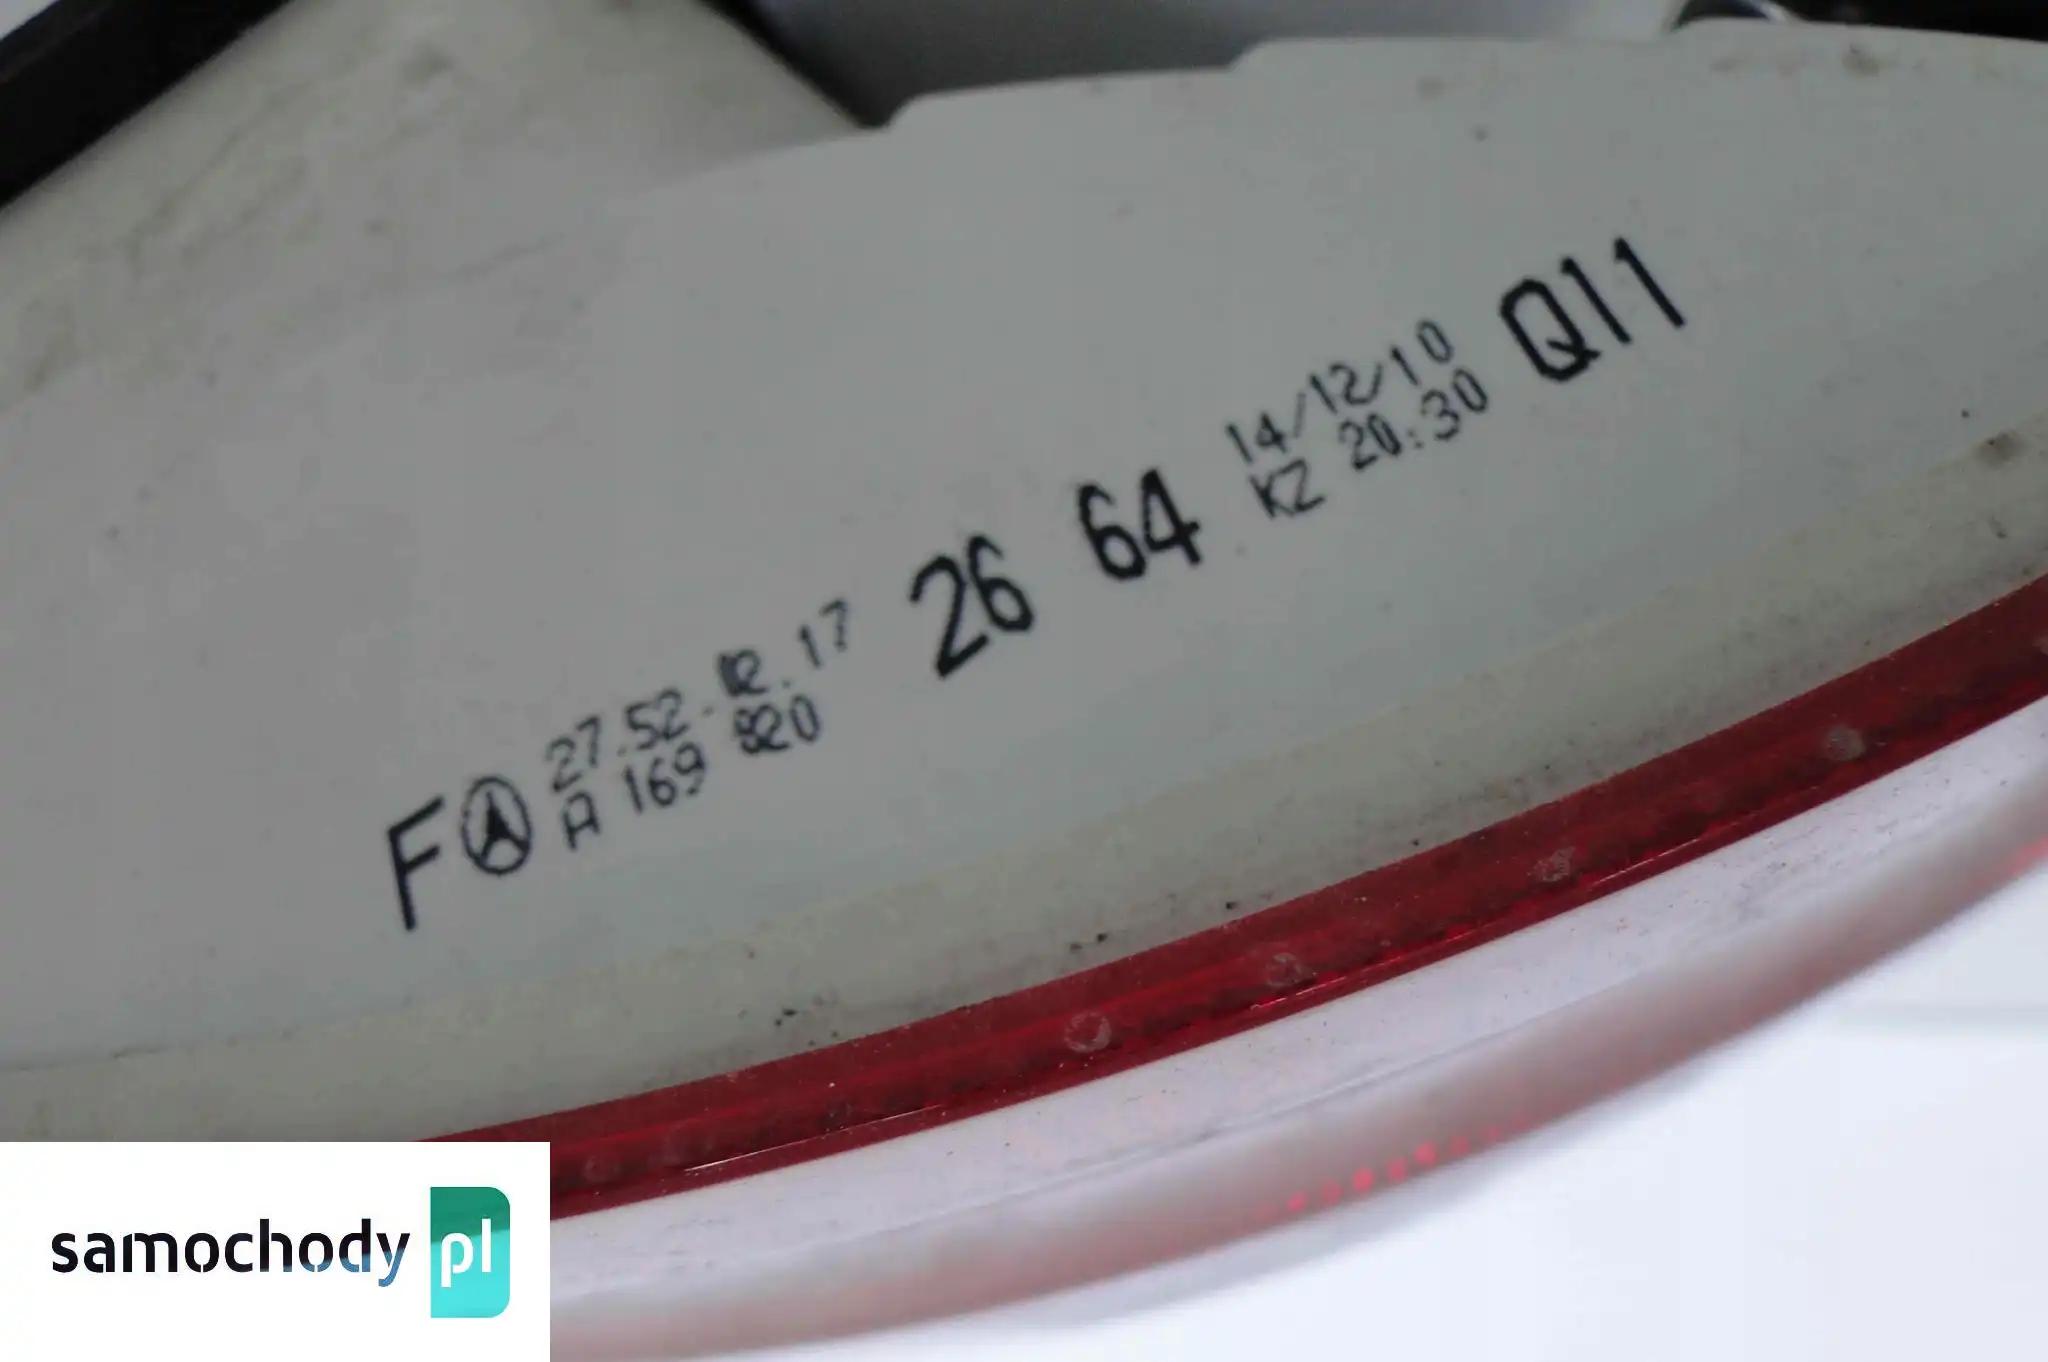 14/12/10
KZ 20:30 Q11
27.52-12.17
F A 169 820 26 64
samochody pl